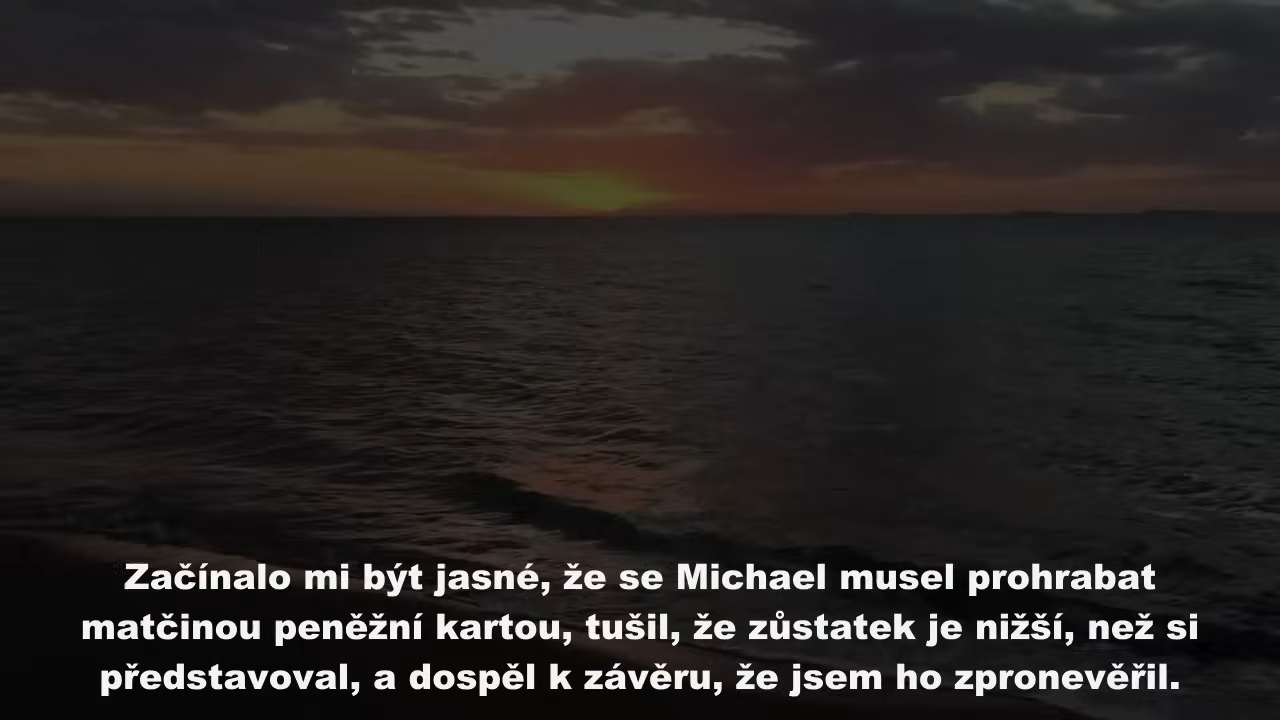 Začínalo mi být jasné, že se Michael musel prohrabat
matčinou peněžní kartou, tušil, že zůstatek je nižší, než si
představoval, a dospěl k závěru, že jsem ho zpronevěřil.